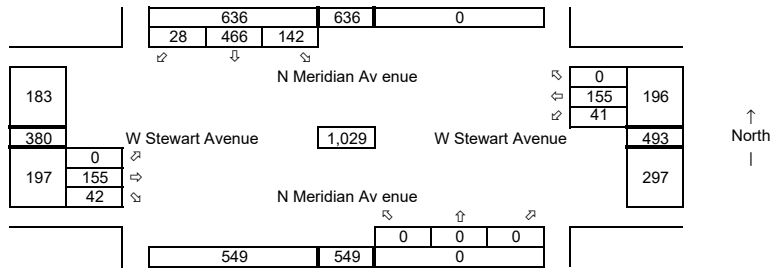 636 636 0
28 466 142
⬃ ⇩ ⬂
N Meridian Av enue ⬁ 0
183 ⇦ 155 196
⬃ 41 ↑
380 W Stewart Avenue 1,029 W Stewart Avenue 493 North
0 ⬀ |
197 155 ⇨ 297
42 ⬂ N Meridian Av enue
⬁ ⇧ ⬀
0 0 0
549 549 0